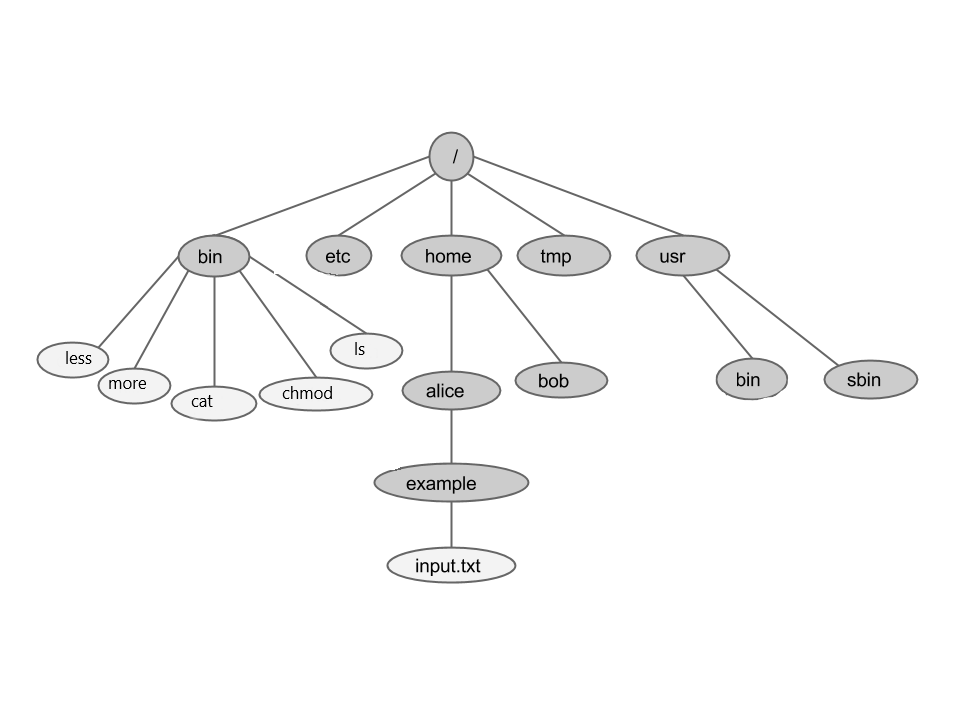 /
bin
etc
home
tmp
usr
less
more
cat
chmod
ls
alice
bob
bin
sbin
example
input.txt